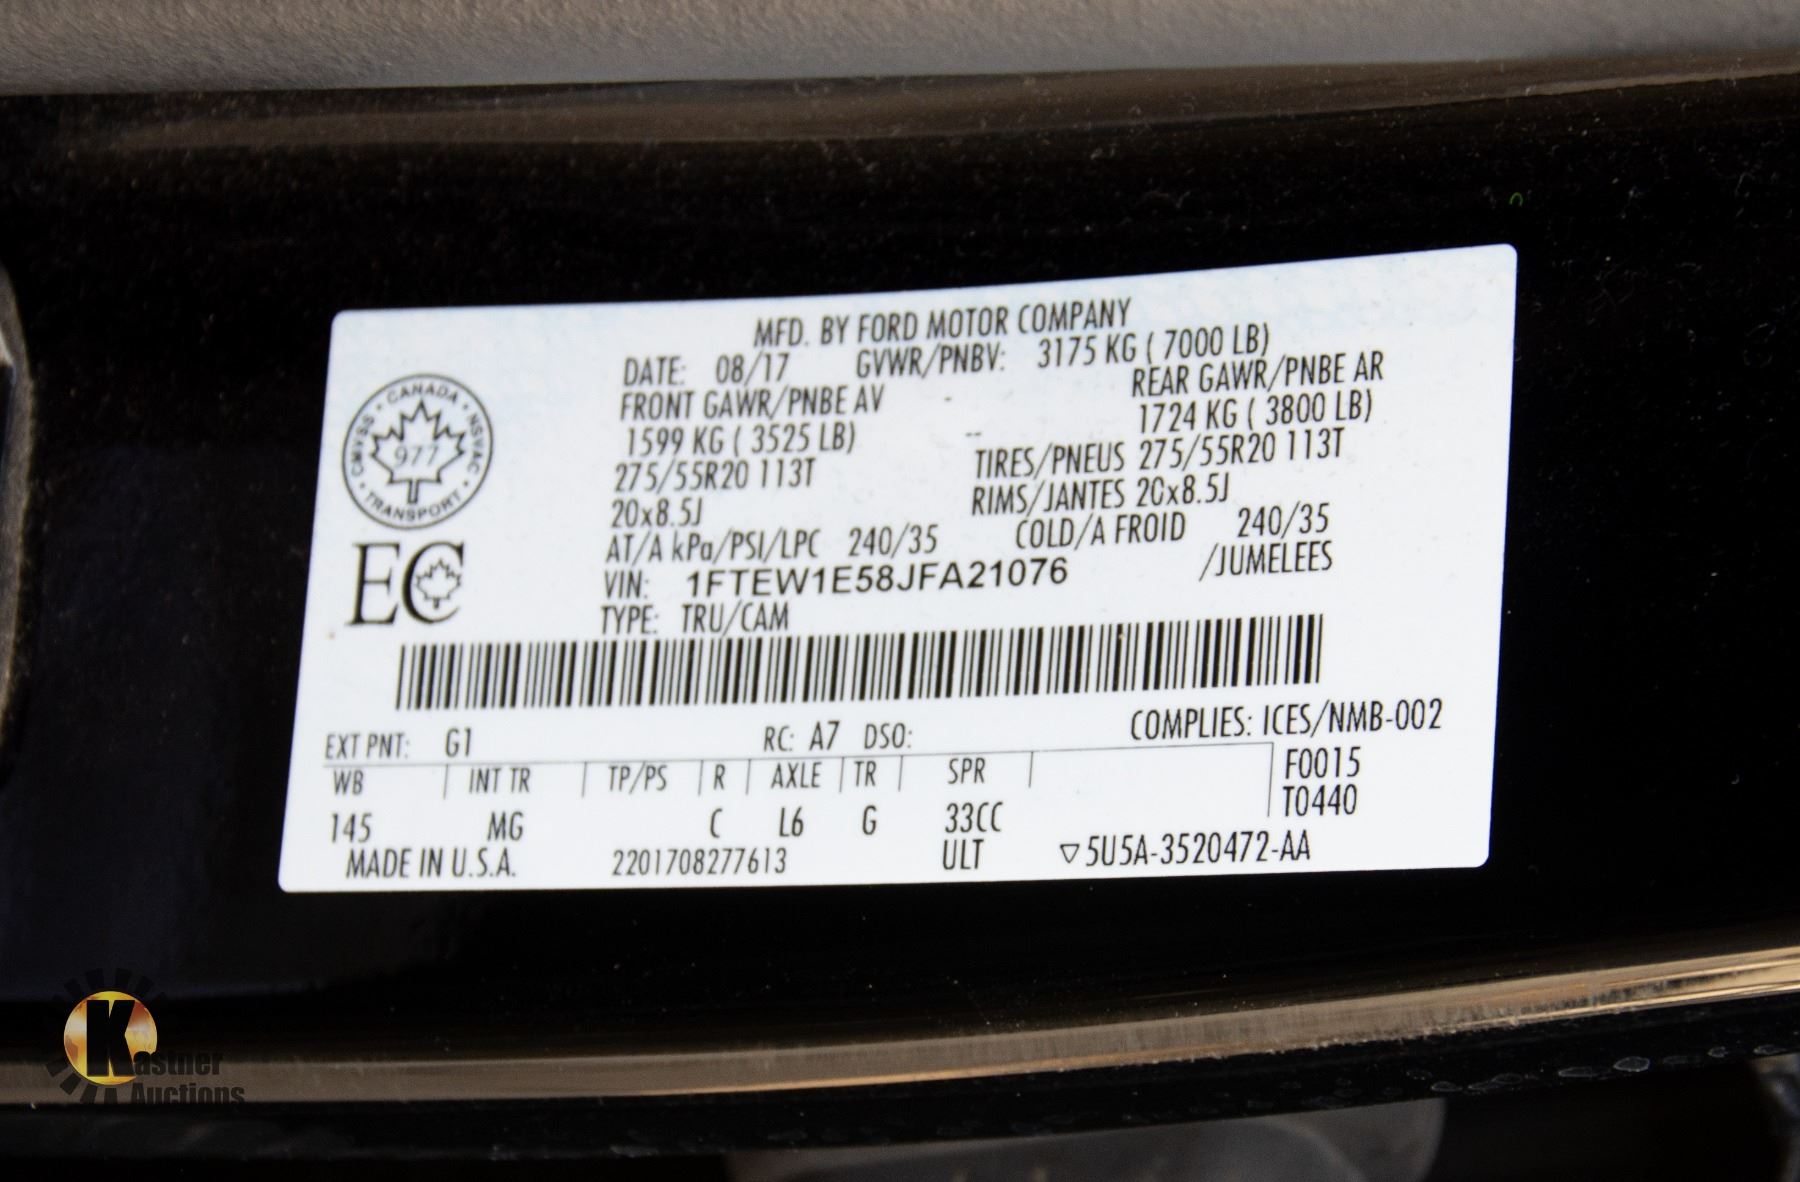 MFD. BY FORD MOTOR COMPANY
DATE: 08/17 GVWR/PNBV: 3175 KG ( 7000 LB)
FRONT GAWR/PNBE AV - REAR GAWR/PNBE AR
1599 KG ( 3525 LB) -- 1724 KG ( 3800 LB)
275/55R20 113T TIRES/PNEUS 275/55R20 113T
20x8.5J RIMS/JANTES 20x8.5J
AT/A kPa/PSI/LPC 240/35 COLD/A FROID 240/35
VIN: 1FTEW1E58JFA21076 /JUMELEES
TYPE: TRU/CAM
CANADA • NSVAC • TRANSPORT • CMVSS •
977
EC
EXT PNT: G1 RC: A7 DSO: COMPLIES: ICES/NMB-002
WB INT TR TP/PS R AXLE TR SPR F0015
T0440
145 MG C L6 G 33CC
MADE IN U.S.A. 2201708277613 ULT ▽5U5A-3520472-AA
Kastner
Auctions